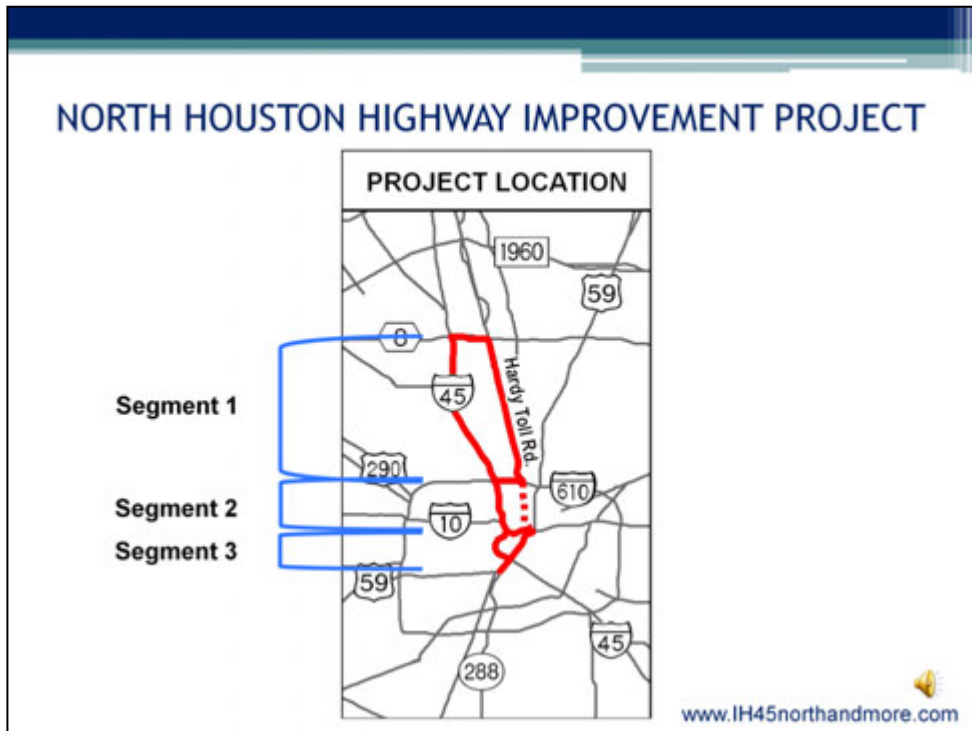 NORTH HOUSTON HIGHWAY IMPROVEMENT PROJECT
PROJECT LOCATION
1960
59
8
45
Hardy Toll Rd.
Segment 1
290
610
Segment 2
10
Segment 3
59
45
288
www.IH45northandmore.com